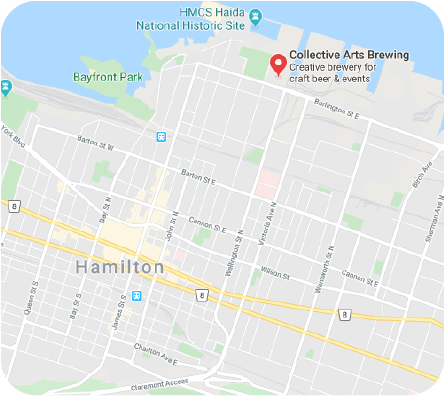 HMCS Haida
National Historic Site
Collective Arts Brewing
Creative brewery for
craft beer & events
Bayfront Park
Burlington St E
York Blvd
Barton St W
Barton St E
Birch Ave
Sherman Ave N
Bay St N
John St N
Cannon St E
Victoria Ave N
Wellington St N
Wentworth St N
8
Wilson St
Cannon St E
Hamilton
Queen St S
Bay St S
James St S
8
8
Charlton Ave E
Claremont Access